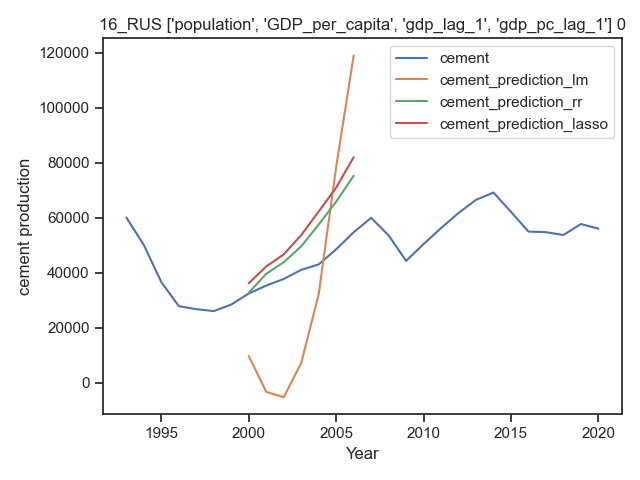 16_RUS ['population', 'GDP_per_capita', 'gdp_lag_1', 'gdp_pc_lag_1'] 0
120000
100000
80000
60000
40000
20000
0
cement production
cement
cement_prediction_lm
cement_prediction_rr
cement_prediction_lasso
1995
2000
2005
2010
2015
2020
Year